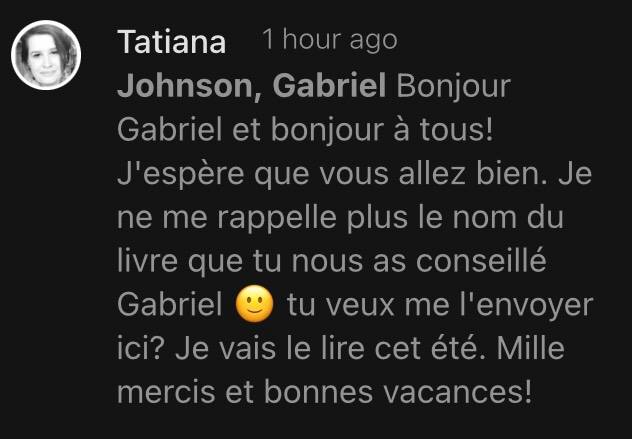 Tatiana 1 hour ago
Johnson, Gabriel Bonjour
Gabriel et bonjour à tous!
J'espère que vous allez bien. Je
ne me rappelle plus le nom du
livre que tu nous as conseillé
Gabriel 🙂 tu veux me l'envoyer
ici? Je vais le lire cet été. Mille
mercis et bonnes vacances!